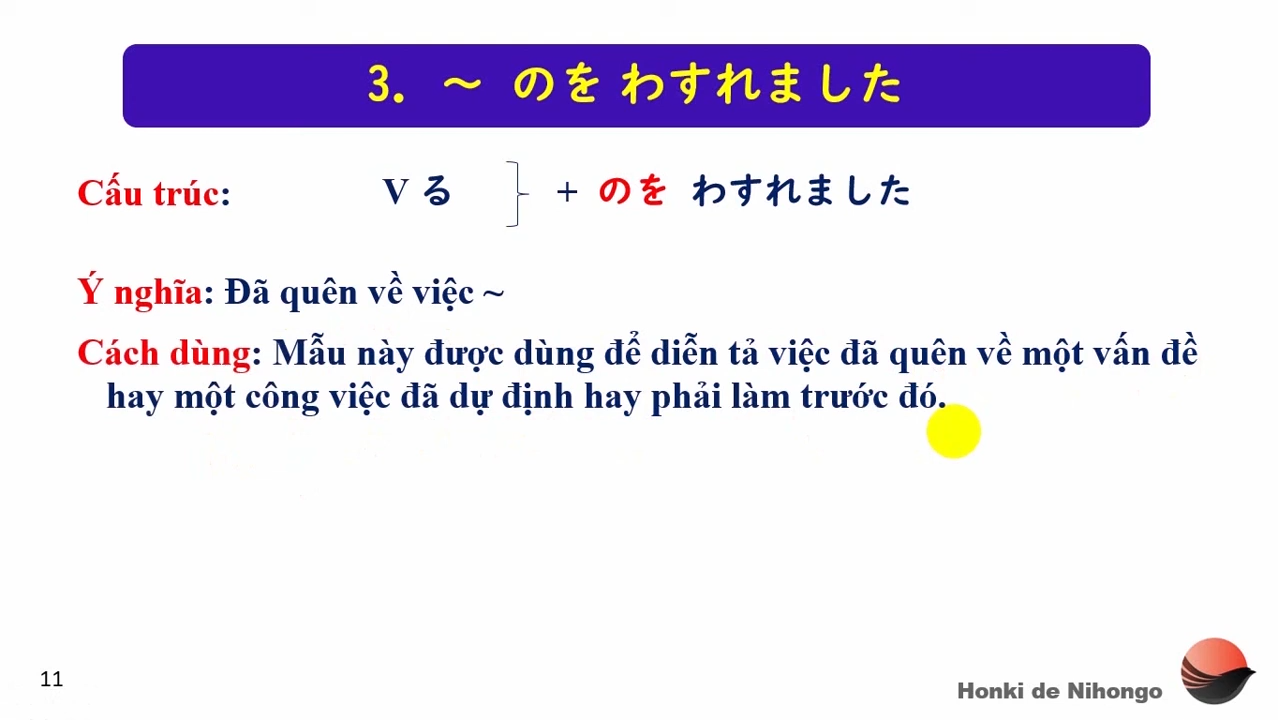 3. ～ のを わすれました
Cấu trúc: V る + のを わすれました
Ý nghĩa: Đã quên về việc ~
Cách dùng: Mẫu này được dùng để diễn tả việc đã quên về một vấn đề
hay một công việc đã dự định hay phải làm trước đó.
11
Honki de Nihongo